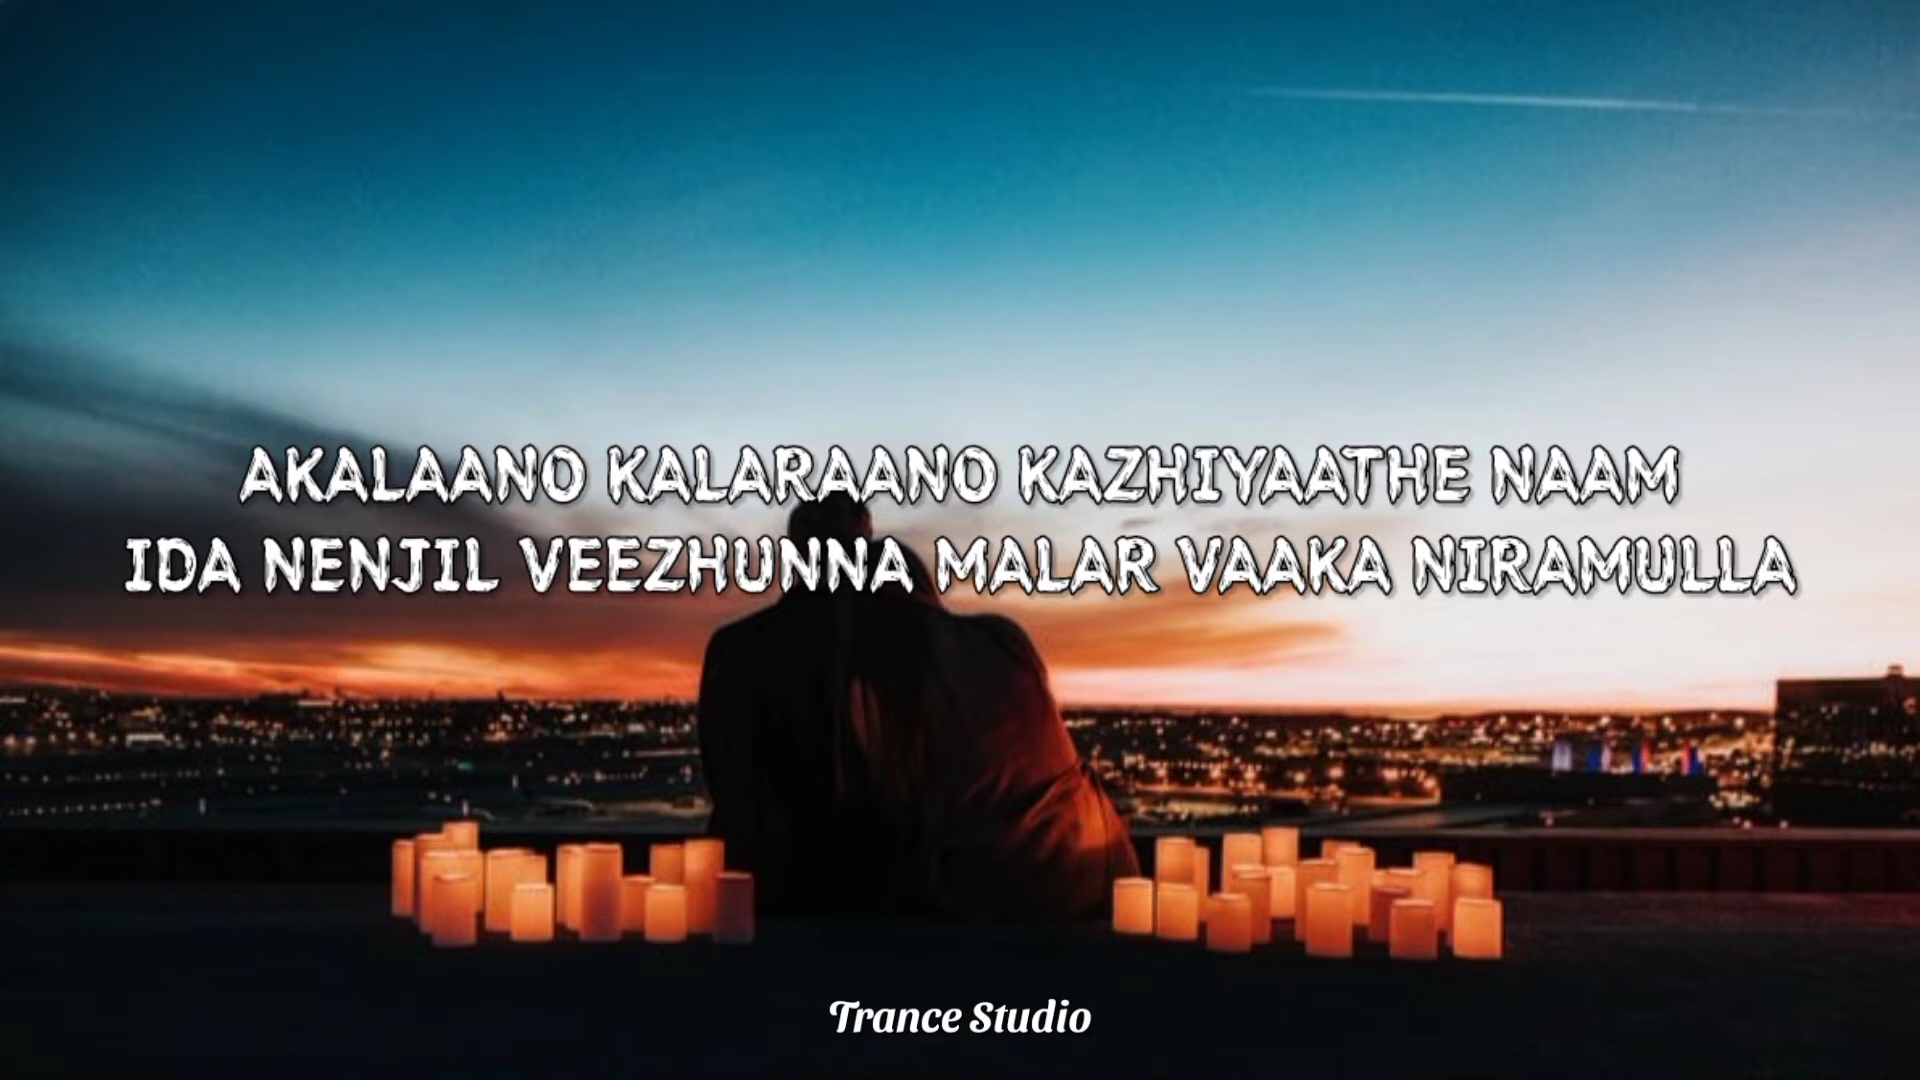 AKALAANO KALARAANO KAZHIYAATHE NAAM
IDA NENJIL VEEZHUNNA MALAR VAAKA NIRAMULLA
Trance Studio